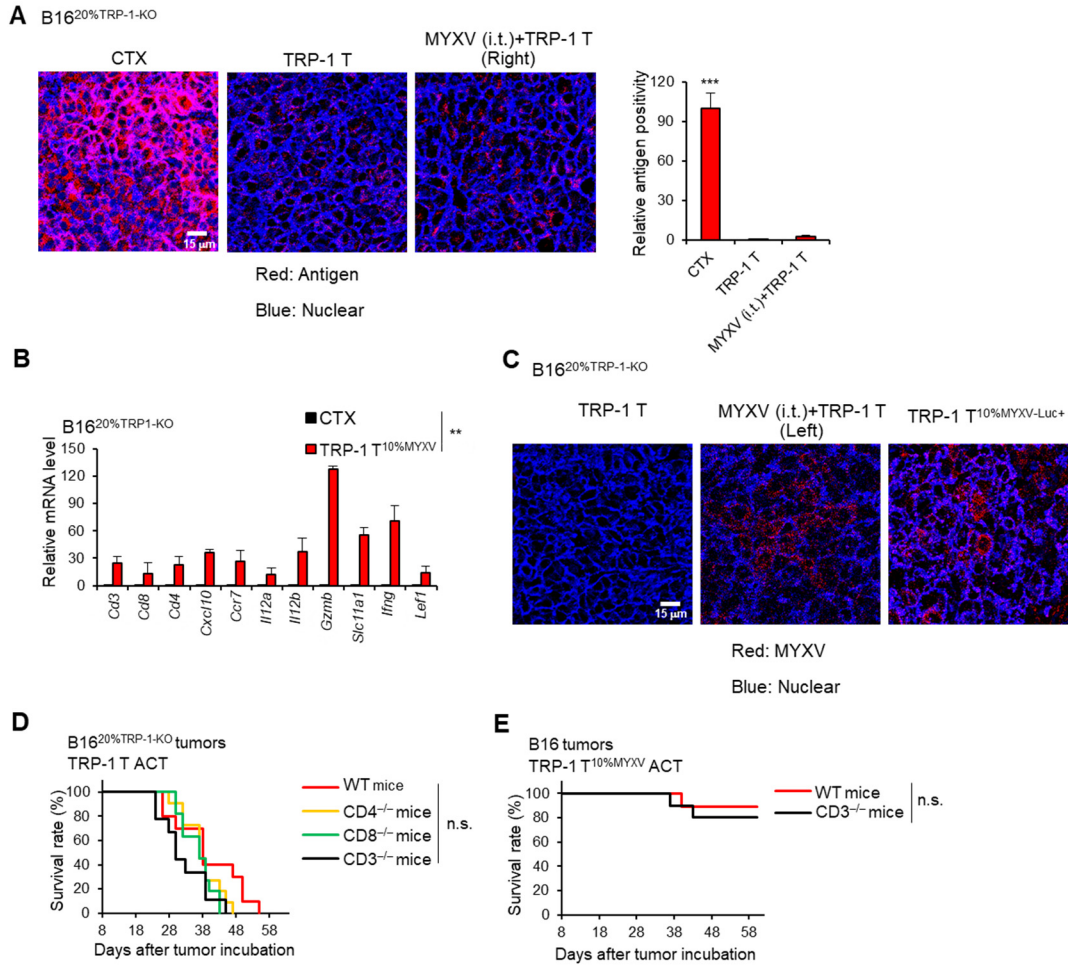 A
B16^20%TRP-1-KO
CTX
TRP-1 T
MYXV (i.t.)+TRP-1 T
(Right)
15 μm
Red: Antigen
Blue: Nuclear
Relative antigen positivity
120
90
60
30
0
***
CTX
TRP-1 T
MYXV (i.t.)+TRP-1 T
B
B16^20%TRP1-KO
CTX
TRP-1 T^10%MYXV
**
Relative mRNA level
150
120
90
60
30
0
Cd3
Cd8
Cd4
Cxcl10
Ccr7
Il12a
Il12b
Gzmb
Slc11a1
Ifng
Lef1
C
B16^20%TRP-1-KO
TRP-1 T
MYXV (i.t.)+TRP-1 T
(Left)
TRP-1 T^10%MYXV-Luc+
15 μm
Red: MYXV
Blue: Nuclear
D
B16^20%TRP-1-KO tumors
TRP-1 T ACT
Survival rate (%)
100
80
60
40
20
0
8 18 28 38 48 58
Days after tumor incubation
WT mice
CD4−/− mice
CD8−/− mice
CD3−/− mice
n.s.
E
B16 tumors
TRP-1 T^10%MYXV ACT
Survival rate (%)
100
80
60
40
20
0
8 18 28 38 48 58
Days after tumor incubation
WT mice
CD3−/− mice
n.s.